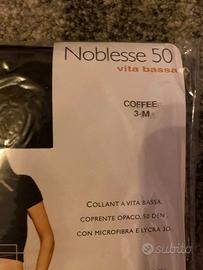 Noblesse 50
vita bassa
COFFEE
3-M
COLLANT A VITA BASSA,
COPRENTE OPACO, 50 DEN,
CON MICROFIBRA E LYCRA 3D.
subito